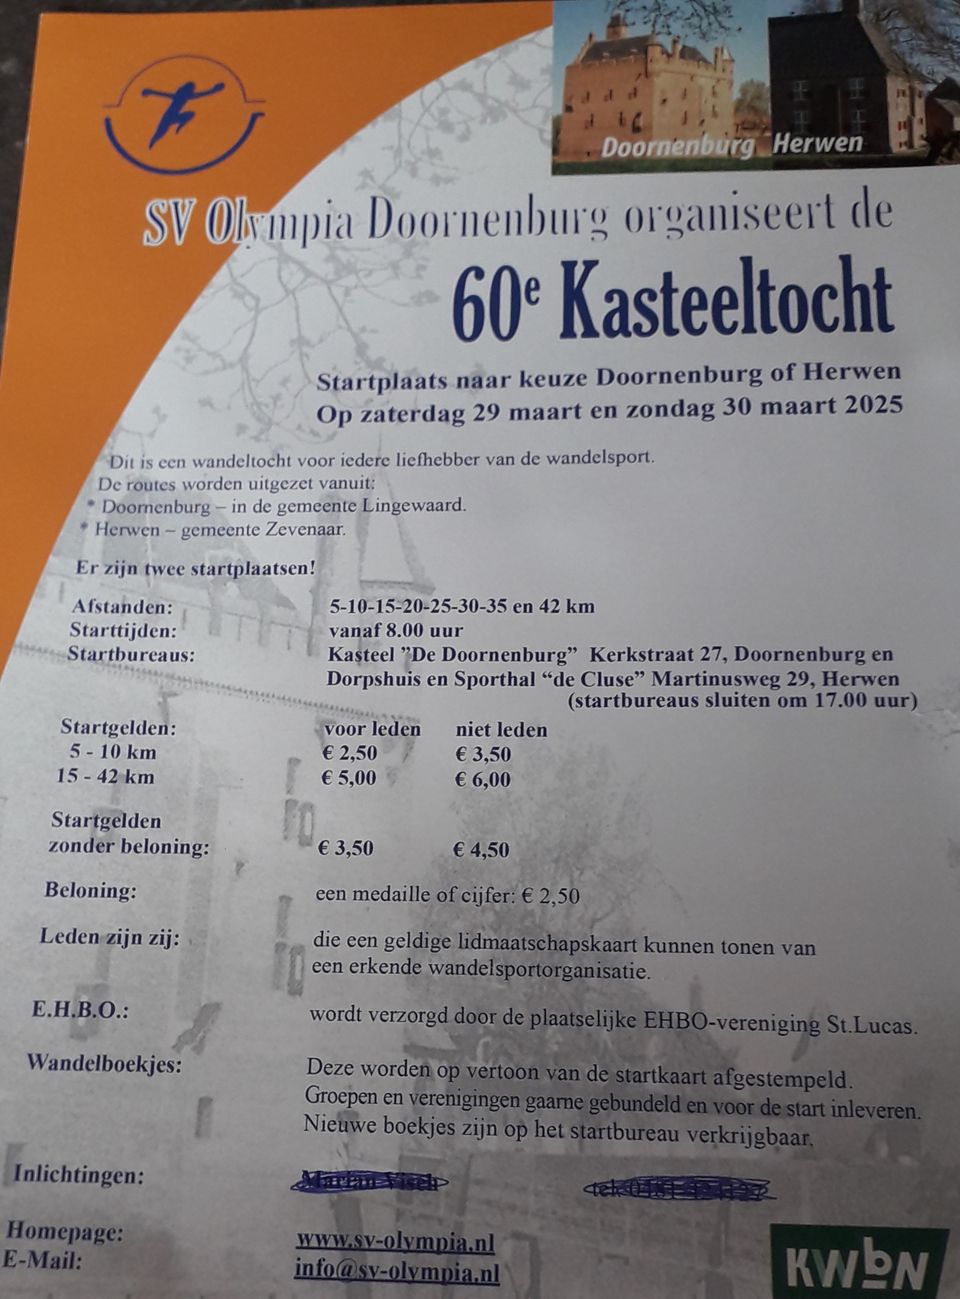 Doornenburg Herwen
SV Olympia Doornenburg organiseert de
60e Kasteeltocht
Startplaats naar keuze Doornenburg of Herwen
Op zaterdag 29 maart en zondag 30 maart 2025
Dit is een wandeltocht voor iedere liefhebber van de wandelsport.
De routes worden uitgezet vanuit:
* Doornenburg – in de gemeente Lingewaard.
* Herwen – gemeente Zevenaar.
Er zijn twee startplaatsen!
Afstanden: 5-10-15-20-25-30-35 en 42 km
Starttijden: vanaf 8.00 uur
Startbureaus: Kasteel ”De Doornenburg” Kerkstraat 27, Doornenburg en
Dorpshuis en Sporthal “de Cluse” Martinusweg 29, Herwen
(startbureaus sluiten om 17.00 uur)
Startgelden: voor leden niet leden
5 - 10 km € 2,50 € 3,50
15 - 42 km € 5,00 € 6,00
Startgelden
zonder beloning: € 3,50 € 4,50
Beloning: een medaille of cijfer: € 2,50
Leden zijn zij: die een geldige lidmaatschapskaart kunnen tonen van
een erkende wandelsportorganisatie.
E.H.B.O.: wordt verzorgd door de plaatselijke EHBO-vereniging St.Lucas.
Wandelboekjes: Deze worden op vertoon van de startkaart afgestempeld.
Groepen en verenigingen gaarne gebundeld en voor de start inleveren.
Nieuwe boekjes zijn op het startbureau verkrijgbaar.
Inlichtingen:
Homepage: www.sv-olympia.nl
E-Mail: info@sv-olympia.nl
KWbN